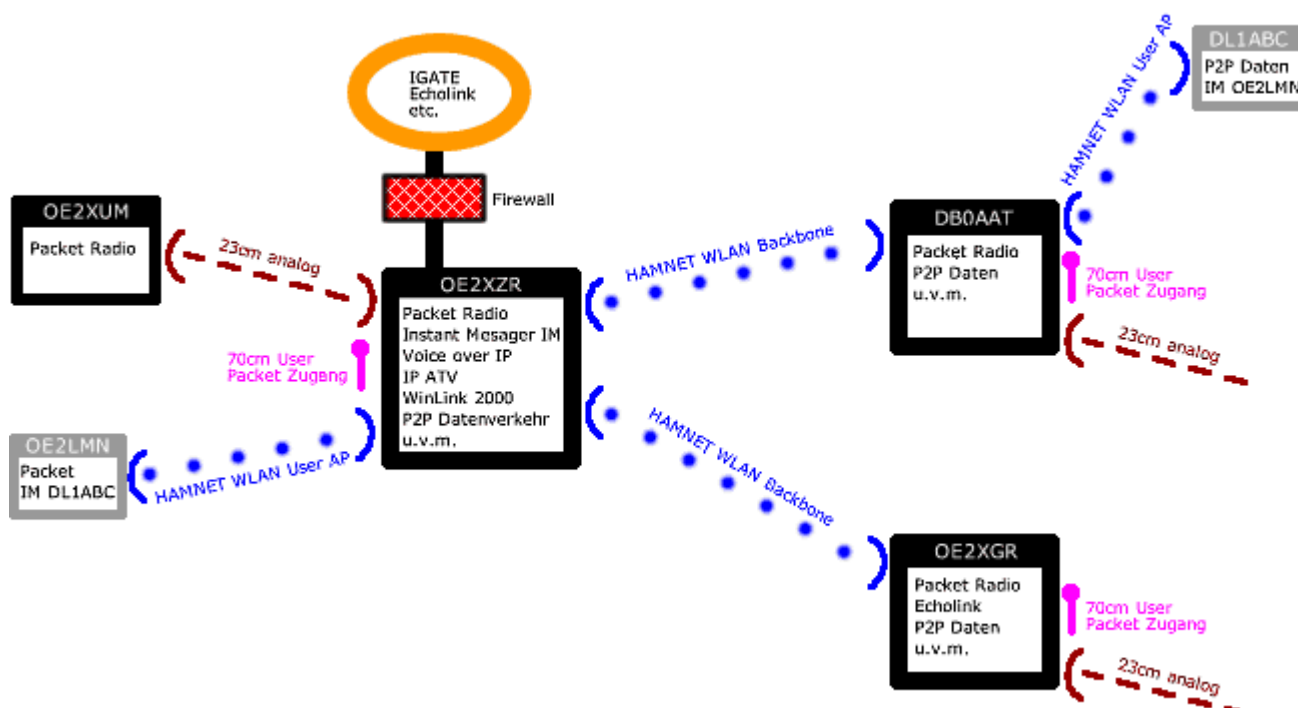 IGATE
Echolink
etc.
Firewall
OE2XUM
Packet Radio
23cm analog
OE2XZR
Packet Radio
Instant Mesager IM
Voice over IP
IP ATV
WinLink 2000
P2P Datenverkehr
u.v.m.
70cm User
Packet Zugang
OE2LMN
Packet
IM DL1ABC
HAMNET WLAN User AP
HAMNET WLAN Backbone
DB0AAT
Packet Radio
P2P Daten
u.v.m.
HAMNET WLAN User AP
DL1ABC
P2P Daten
IM OE2LMN
70cm User
Packet Zugang
23cm analog
HAMNET WLAN Backbone
OE2XGR
Packet Radio
Echolink
P2P Daten
u.v.m.
70cm User
Packet Zugang
23cm analog